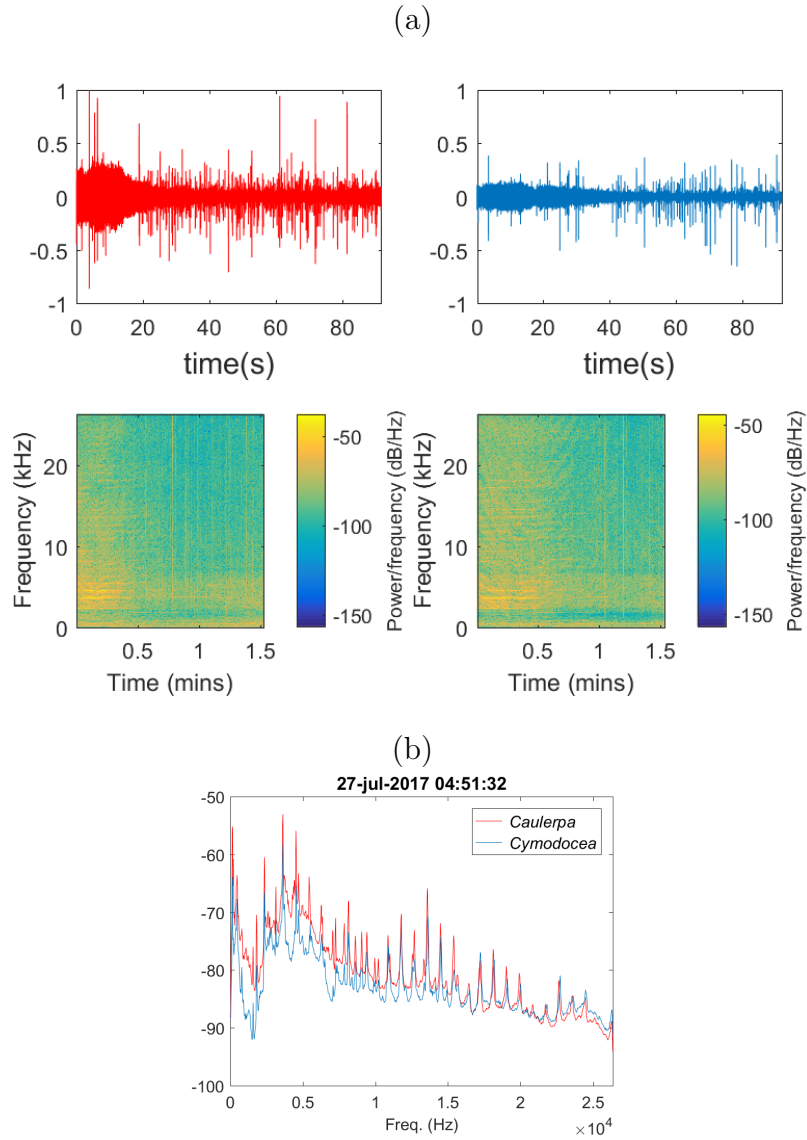 (a)
1
0.5
0
-0.5
-1
0 20 40 60 80
time(s)
1
0.5
0
-0.5
-1
0 20 40 60 80
time(s)
Frequency (kHz)
20
10
0
0.5 1 1.5
Time (mins)
-50
-100
-150
Power/frequency (dB/Hz)
Frequency (kHz)
20
10
0
0.5 1 1.5
Time (mins)
-50
-100
-150
Power/frequency (dB/Hz)
(b)
27-jul-2017 04:51:32
-50
-60
-70
-80
-90
-100
Caulerpa
Cymodocea
0 0.5 1 1.5 2 2.5
Freq. (Hz)
×10⁴